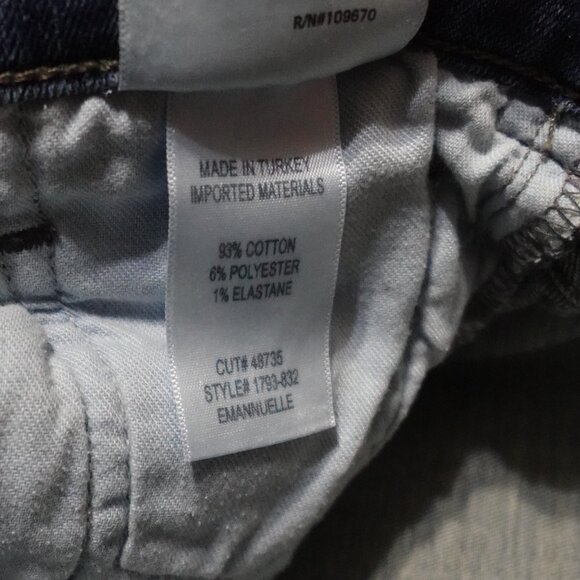 R/N#109670
MADE IN TURKEY
IMPORTED MATERIALS
93% COTTON
6% POLYESTER
1% ELASTANE
CUT# 48735
STYLE# 1793-832
EMANNUELLE